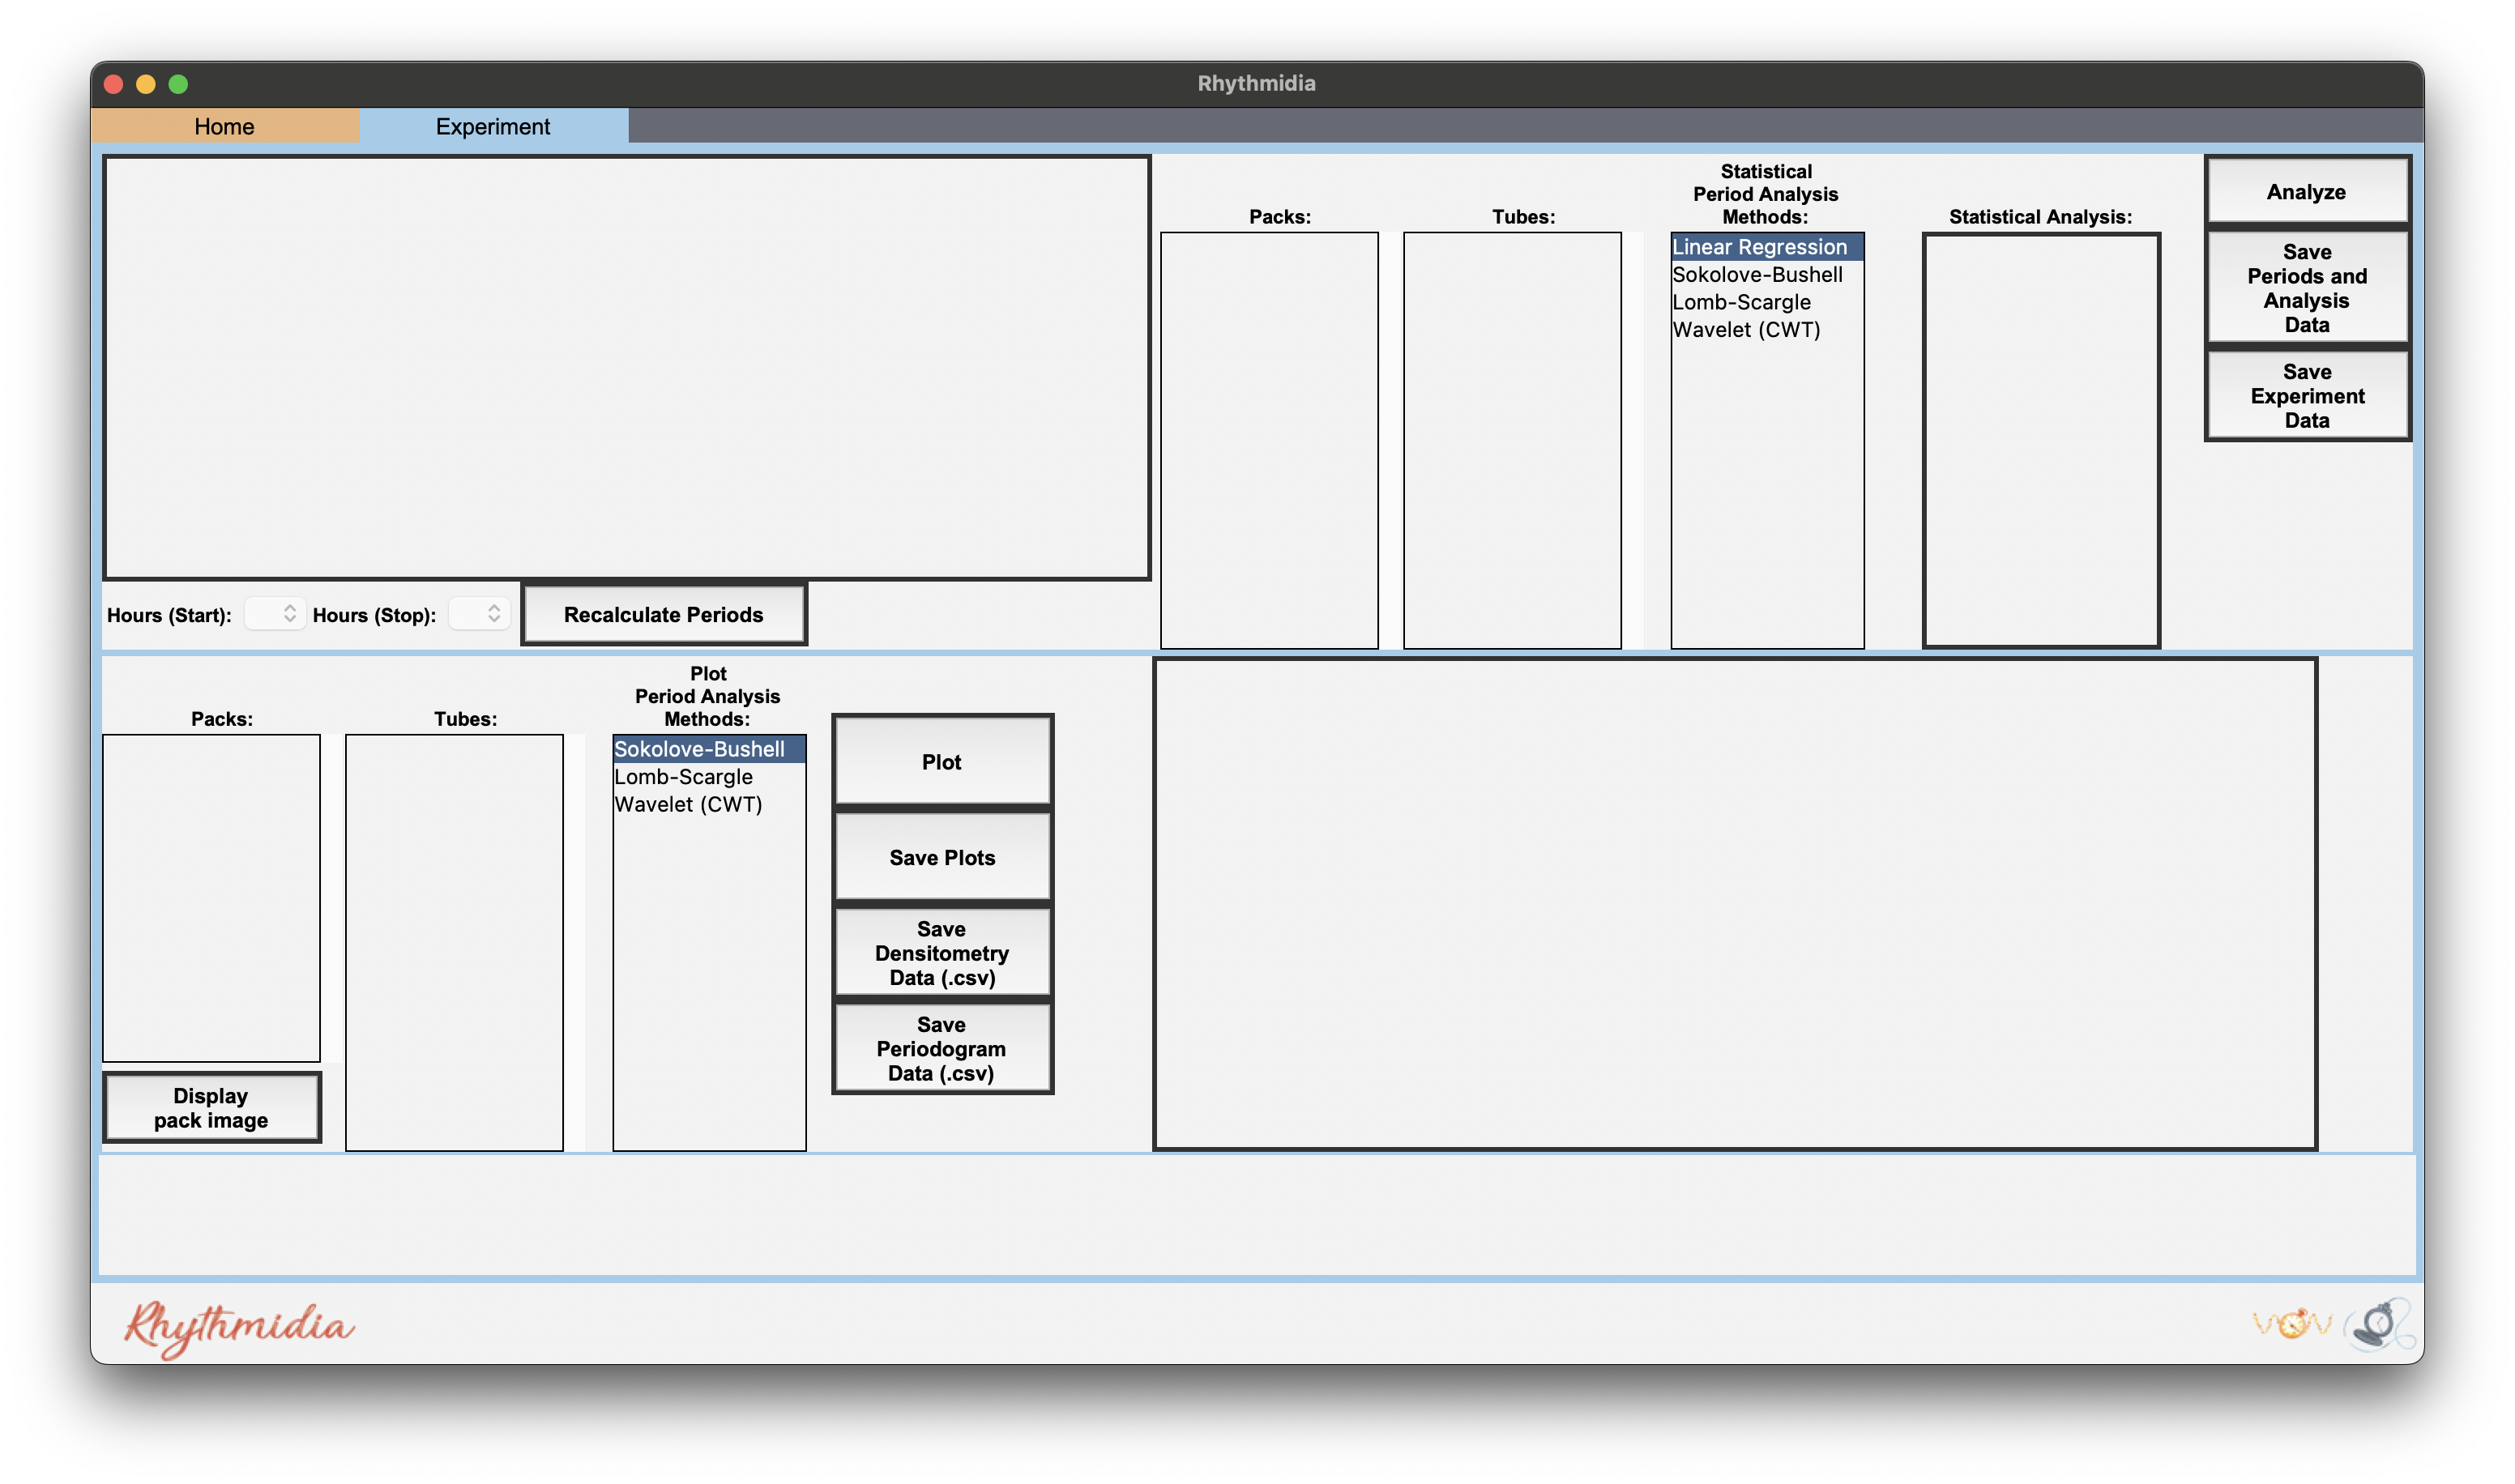 Rhythmidia
Home
Experiment
Statistical
Period Analysis
Methods:
Packs:
Tubes:
Statistical Analysis:
Linear Regression
Sokolove-Bushell
Lomb-Scargle
Wavelet (CWT)
Analyze
Save
Periods and
Analysis
Data
Save
Experiment
Data
Hours (Start):
Hours (Stop):
Recalculate Periods
Plot
Period Analysis
Methods:
Packs:
Tubes:
Sokolove-Bushell
Lomb-Scargle
Wavelet (CWT)
Plot
Save Plots
Save
Densitometry
Data (.csv)
Save
Periodogram
Data (.csv)
Display
pack image
Rhythmidia